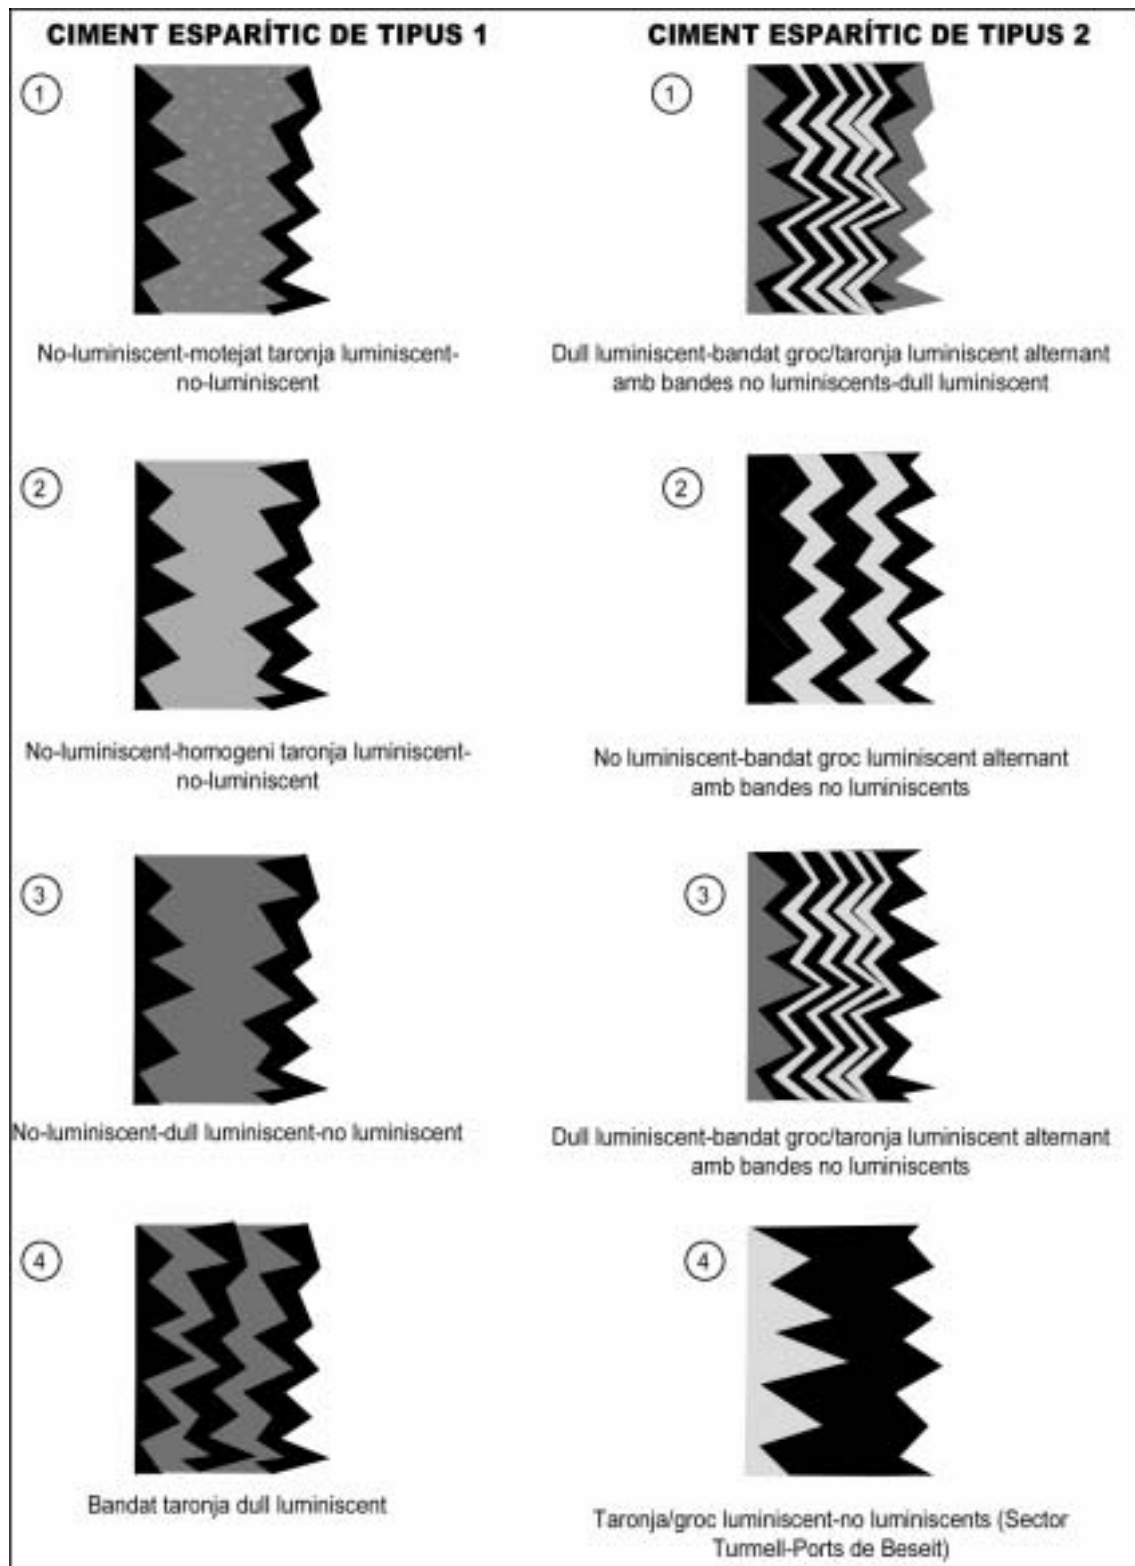 CIMENT ESPARÍTIC DE TIPUS 1
1
No-luminiscent-motejat taronja luminiscent-
no-luminiscent
2
No-luminiscent-homogeni taronja luminiscent-
no-luminiscent
3
No-luminiscent-dull luminiscent-no luminiscent
4
Bandat taronja dull luminiscent
CIMENT ESPARÍTIC DE TIPUS 2
1
Dull luminiscent-bandat groc/taronja luminiscent alternant
amb bandes no luminiscents-dull luminiscent
2
No luminiscent-bandat groc luminiscent alternant
amb bandes no luminiscents
3
Dull luminiscent-bandat groc/taronja luminiscent alternant
amb bandes no luminiscents
4
Taronja/groc luminiscent-no luminiscents (Sector
Turmell-Ports de Beseit)